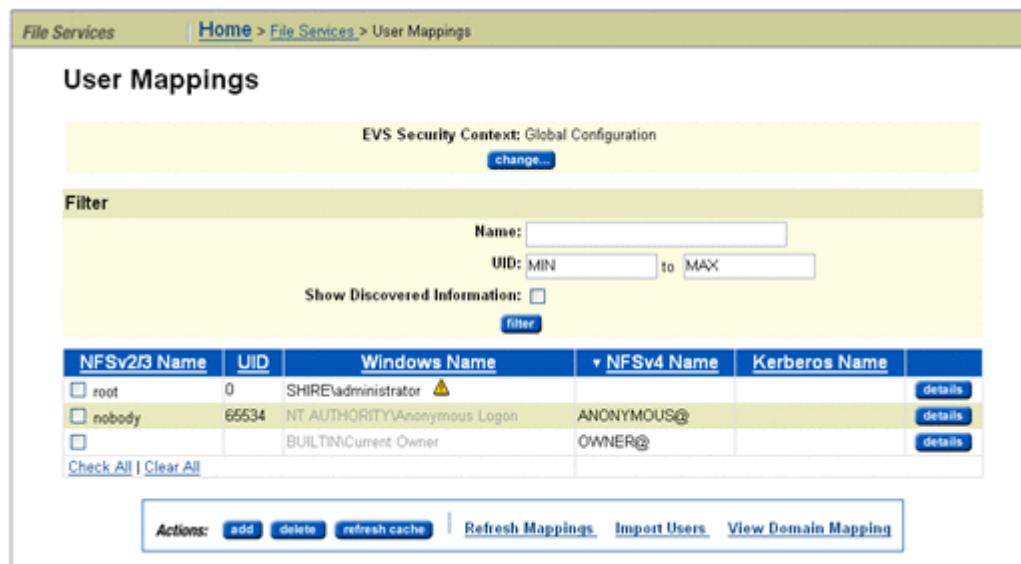 File Services Home > File Services > User Mappings
User Mappings
EVS Security Context: Global Configuration
change...
Filter
Name:
UID: MIN to MAX
Show Discovered Information:
filter
NFSv2/3 Name UID Windows Name ▼ NFSv4 Name Kerberos Name
root 0 SHIRE\administrator details
nobody 65534 NT AUTHORITY\Anonymous Logon ANONYMOUS@ details
BUILTIN\Current Owner OWNER@ details
Check All | Clear All
Actions: add delete refresh cache | Refresh Mappings Import Users View Domain Mapping